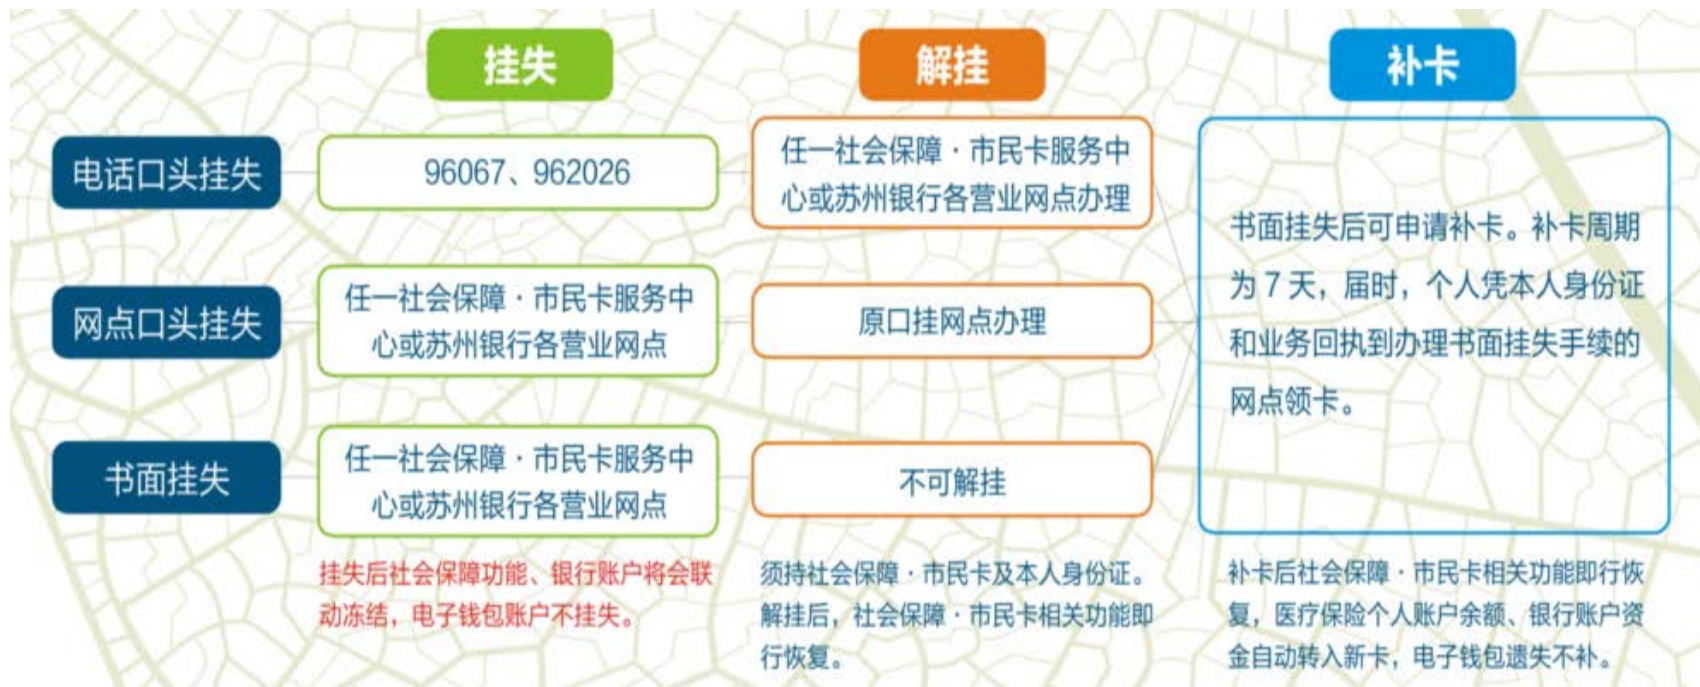 挂失
解挂
补卡
电话口头挂失
96067、962026
任一社会保障·市民卡服务中
心或苏州银行各营业网点办理
网点口头挂失
任一社会保障·市民卡服务中
心或苏州银行各营业网点
原口挂网点办理
书面挂失
任一社会保障·市民卡服务中
心或苏州银行各营业网点
不可解挂
书面挂失后可申请补卡。补卡周期
为7天，届时，个人凭本人身份证
和业务回执到办理书面挂失手续的
网点领卡。
挂失后社会保障功能、银行账户将会联
动冻结，电子钱包账户不挂失。
须持社会保障·市民卡及本人身份证。
解挂后，社会保障·市民卡相关功能即
行恢复。
补卡后社会保障·市民卡相关功能即行恢
复，医疗保险个人账户余额、银行账户资
金自动转入新卡，电子钱包遗失不补。